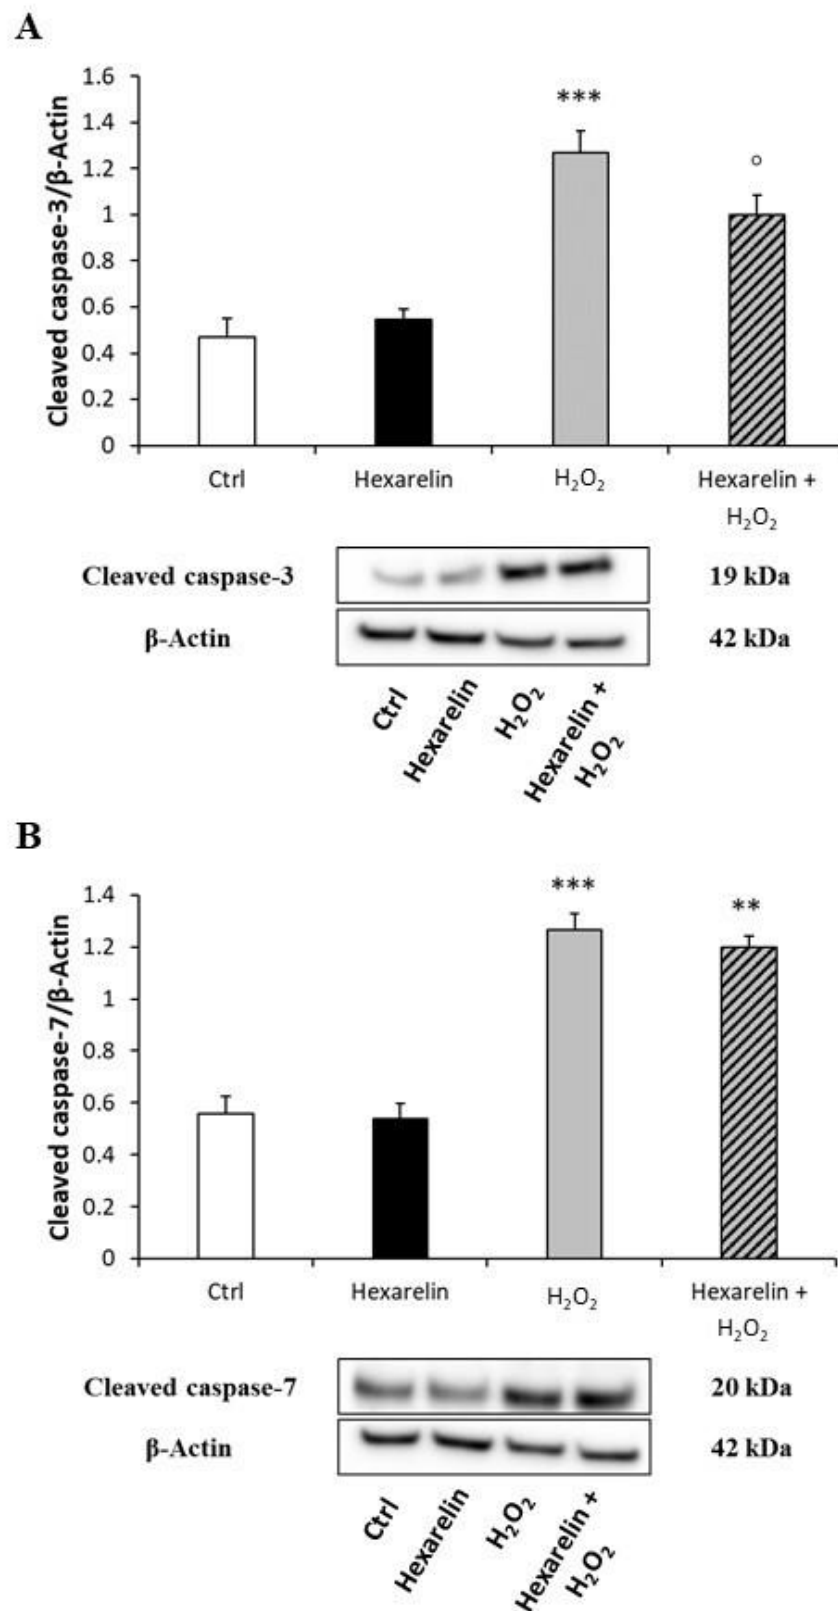 A
Cleaved caspase-3/β-Actin
1.6
1.4
1.2
1
0.8
0.6
0.4
0.2
0
***
°
Ctrl
Hexarelin
H₂O₂
Hexarelin +
H₂O₂
Cleaved caspase-3
19 kDa
β-Actin
42 kDa
Ctrl
Hexarelin
H₂O₂
Hexarelin +
H₂O₂
B
Cleaved caspase-7/β-Actin
1.4
1.2
1
0.8
0.6
0.4
0.2
0
***
**
Ctrl
Hexarelin
H₂O₂
Hexarelin +
H₂O₂
Cleaved caspase-7
20 kDa
β-Actin
42 kDa
Ctrl
Hexarelin
H₂O₂
Hexarelin +
H₂O₂